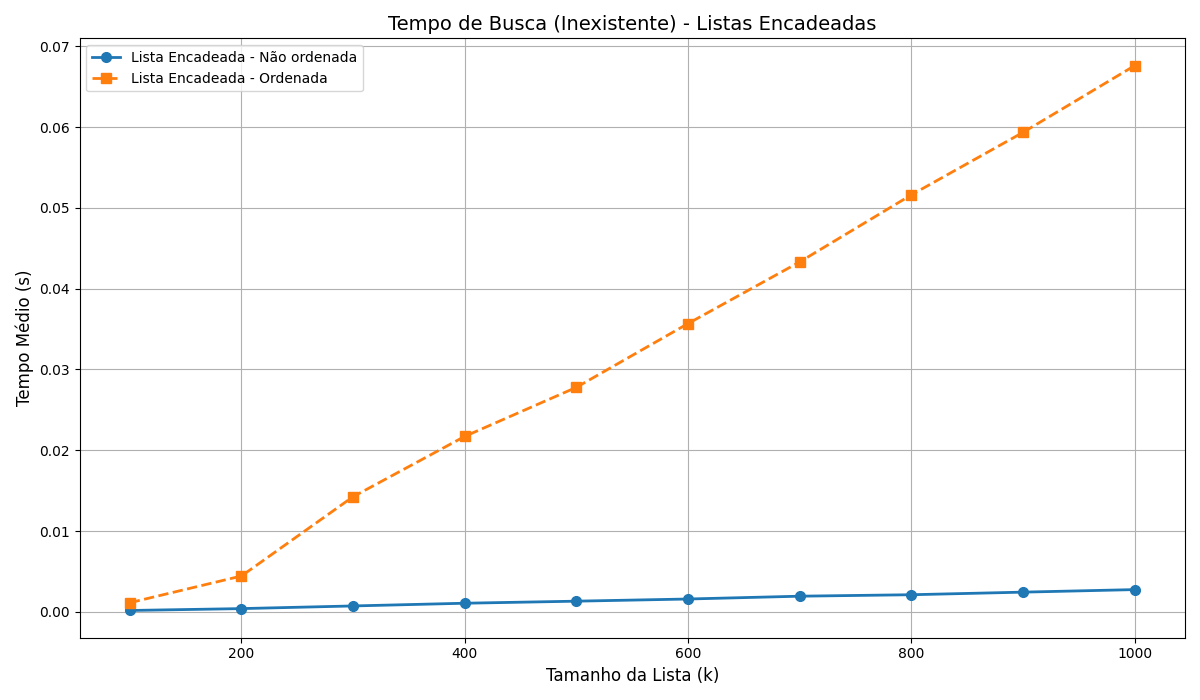 Tempo de Busca (Inexistente) - Listas Encadeadas
Lista Encadeada - Não ordenada
Lista Encadeada - Ordenada
Tempo Médio (s)
0.07
0.06
0.05
0.04
0.03
0.02
0.01
0.00
200
400
600
800
1000
Tamanho da Lista (k)